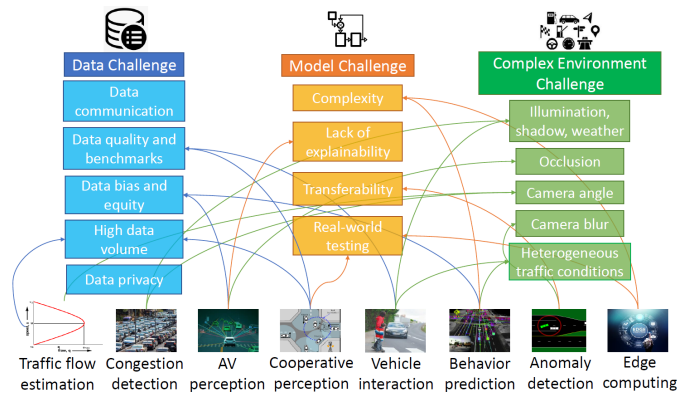 Data Challenge
Model Challenge
Complex Environment
Challenge
Data
communication
Data quality and
benchmarks
Data bias and
equity
High data
volume
Data privacy
Complexity
Lack of
explainability
Transferability
Real-world
testing
Illumination,
shadow, weather
Occlusion
Camera angle
Camera blur
Heterogeneous
traffic conditions
Traffic flow
estimation
Congestion
detection
AV
perception
Cooperative
perception
Vehicle
interaction
Behavior
prediction
Anomaly
detection
Edge
computing